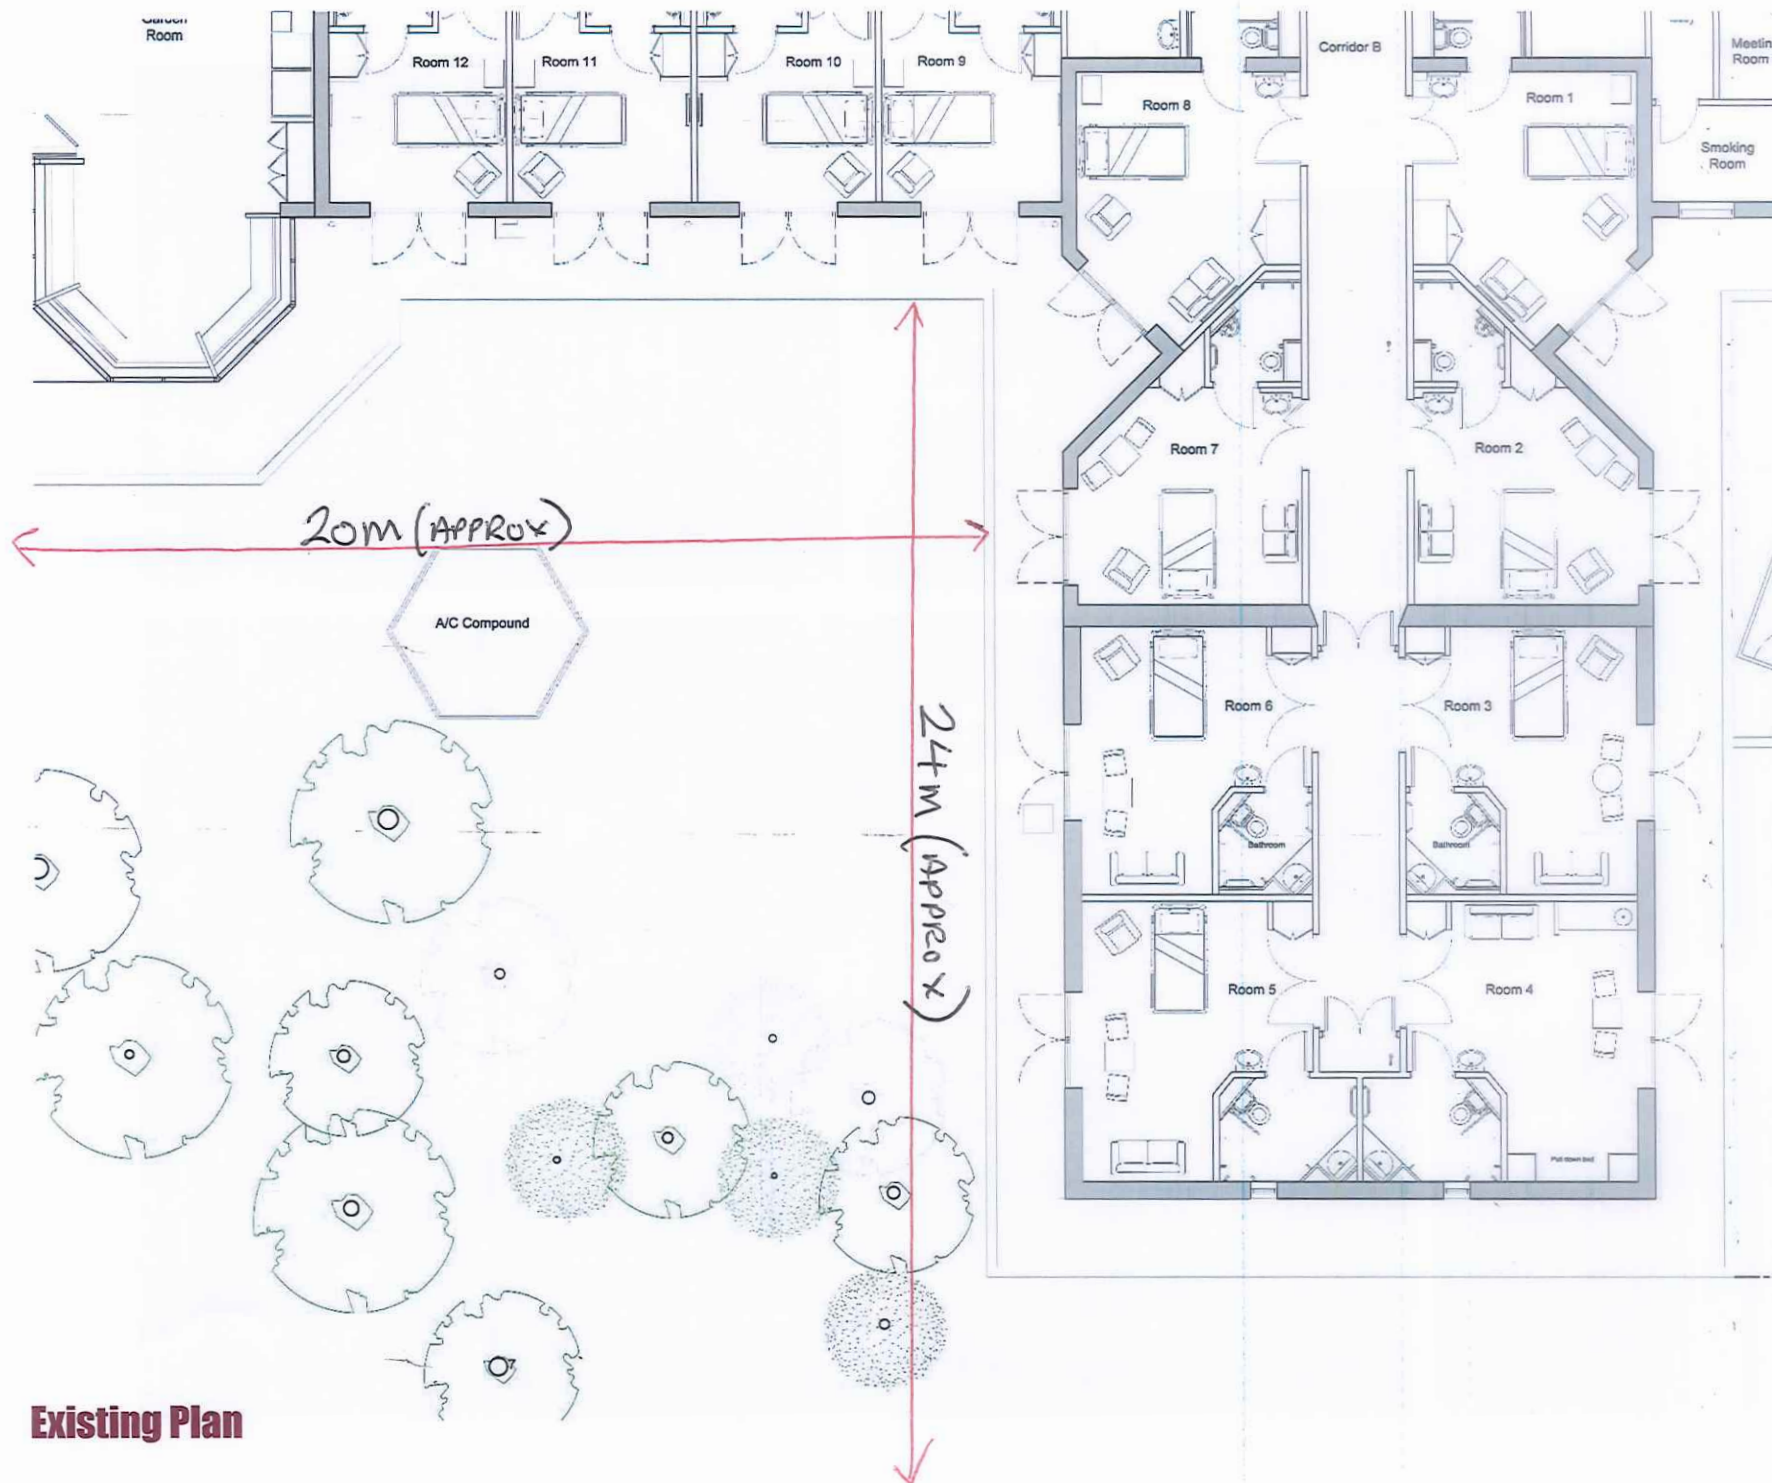 Garden
Room
Room 12
Room 11
Room 10
Room 9
Room 8
Corridor B
Room 1
Room
Smoking
Room
Room 7
Room 2
20M (APPROX)
A/C Compound
Room 6
Room 3
24M (APPROX)
Bathroom
Bathroom
Room 5
Room 4
Pull down bed
Existing Plan